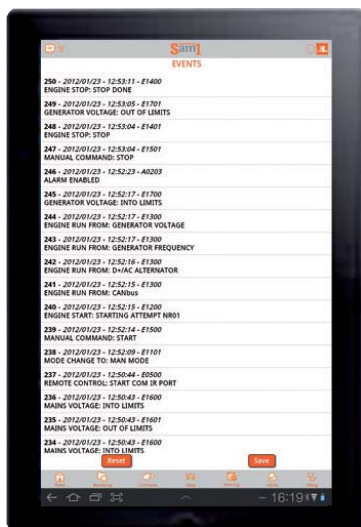 Sam1
EVENTS
250 - 2012/01/23 - 12:53:11 - E1400
ENGINE STOP: STOP DONE
249 - 2012/01/23 - 12:53:05 - E1701
GENERATOR VOLTAGE: OUT OF LIMITS
248 - 2012/01/23 - 12:53:04 - E1401
ENGINE STOP: STOP
247 - 2012/01/23 - 12:53:04 - E1501
MANUAL COMMAND: STOP
246 - 2012/01/23 - 12:52:23 - A0203
ALARM ENABLED
245 - 2012/01/23 - 12:52:17 - E1700
GENERATOR VOLTAGE: INTO LIMITS
244 - 2012/01/23 - 12:52:17 - E1300
ENGINE RUN FROM: GENERATOR VOLTAGE
243 - 2012/01/23 - 12:52:17 - E1300
ENGINE RUN FROM: GENERATOR FREQUENCY
242 - 2012/01/23 - 12:52:16 - E1300
ENGINE RUN FROM: D+/AC ALTERNATOR
241 - 2012/01/23 - 12:52:15 - E1300
ENGINE RUN FROM: CANbus
240 - 2012/01/23 - 12:52:15 - E1200
ENGINE START: STARTING ATTEMPT NR01
239 - 2012/01/23 - 12:52:14 - E1500
MANUAL COMMAND: START
238 - 2012/01/23 - 12:52:09 - E1101
MODE CHANGE TO: MAN MODE
237 - 2012/01/23 - 12:50:44 - E0500
REMOTE CONTROL: START COM IR PORT
236 - 2012/01/23 - 12:50:43 - E1600
MAINS VOLTAGE: INTO LIMITS
235 - 2012/01/23 - 12:50:43 - E1601
MAINS VOLTAGE: OUT OF LIMITS
234 - 2012/01/23 - 12:50:43 - E1600
MAINS VOLTAGE: INTO LIMITS
Reset Save
16:19